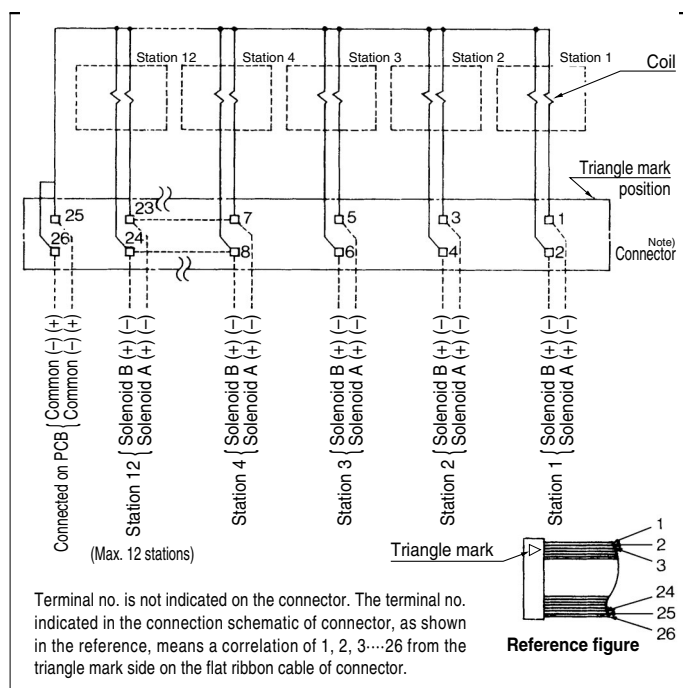 Station 12
Station 4
Station 3
Station 2
Station 1
Coil
Triangle mark
position
25
23
7
5
3
1
26
24
8
6
4
2
Note)
Connector
Connected on PCB
Common (–) (+)
Common (–) (+)
Station 12
Solenoid B (+) (–)
Solenoid A (+) (–)
Station 4
Solenoid B (+) (–)
Solenoid A (+) (–)
Station 3
Solenoid B (+) (–)
Solenoid A (+) (–)
Station 2
Solenoid B (+) (–)
Solenoid A (+) (–)
Station 1
Solenoid B (+) (–)
Solenoid A (+) (–)
(Max. 12 stations)
Triangle mark
1
2
3
24
25
26
Reference figure
Terminal no. is not indicated on the connector. The terminal no.
indicated in the connection schematic of connector, as shown
in the reference, means a correlation of 1, 2, 3····26 from the
triangle mark side on the flat ribbon cable of connector.